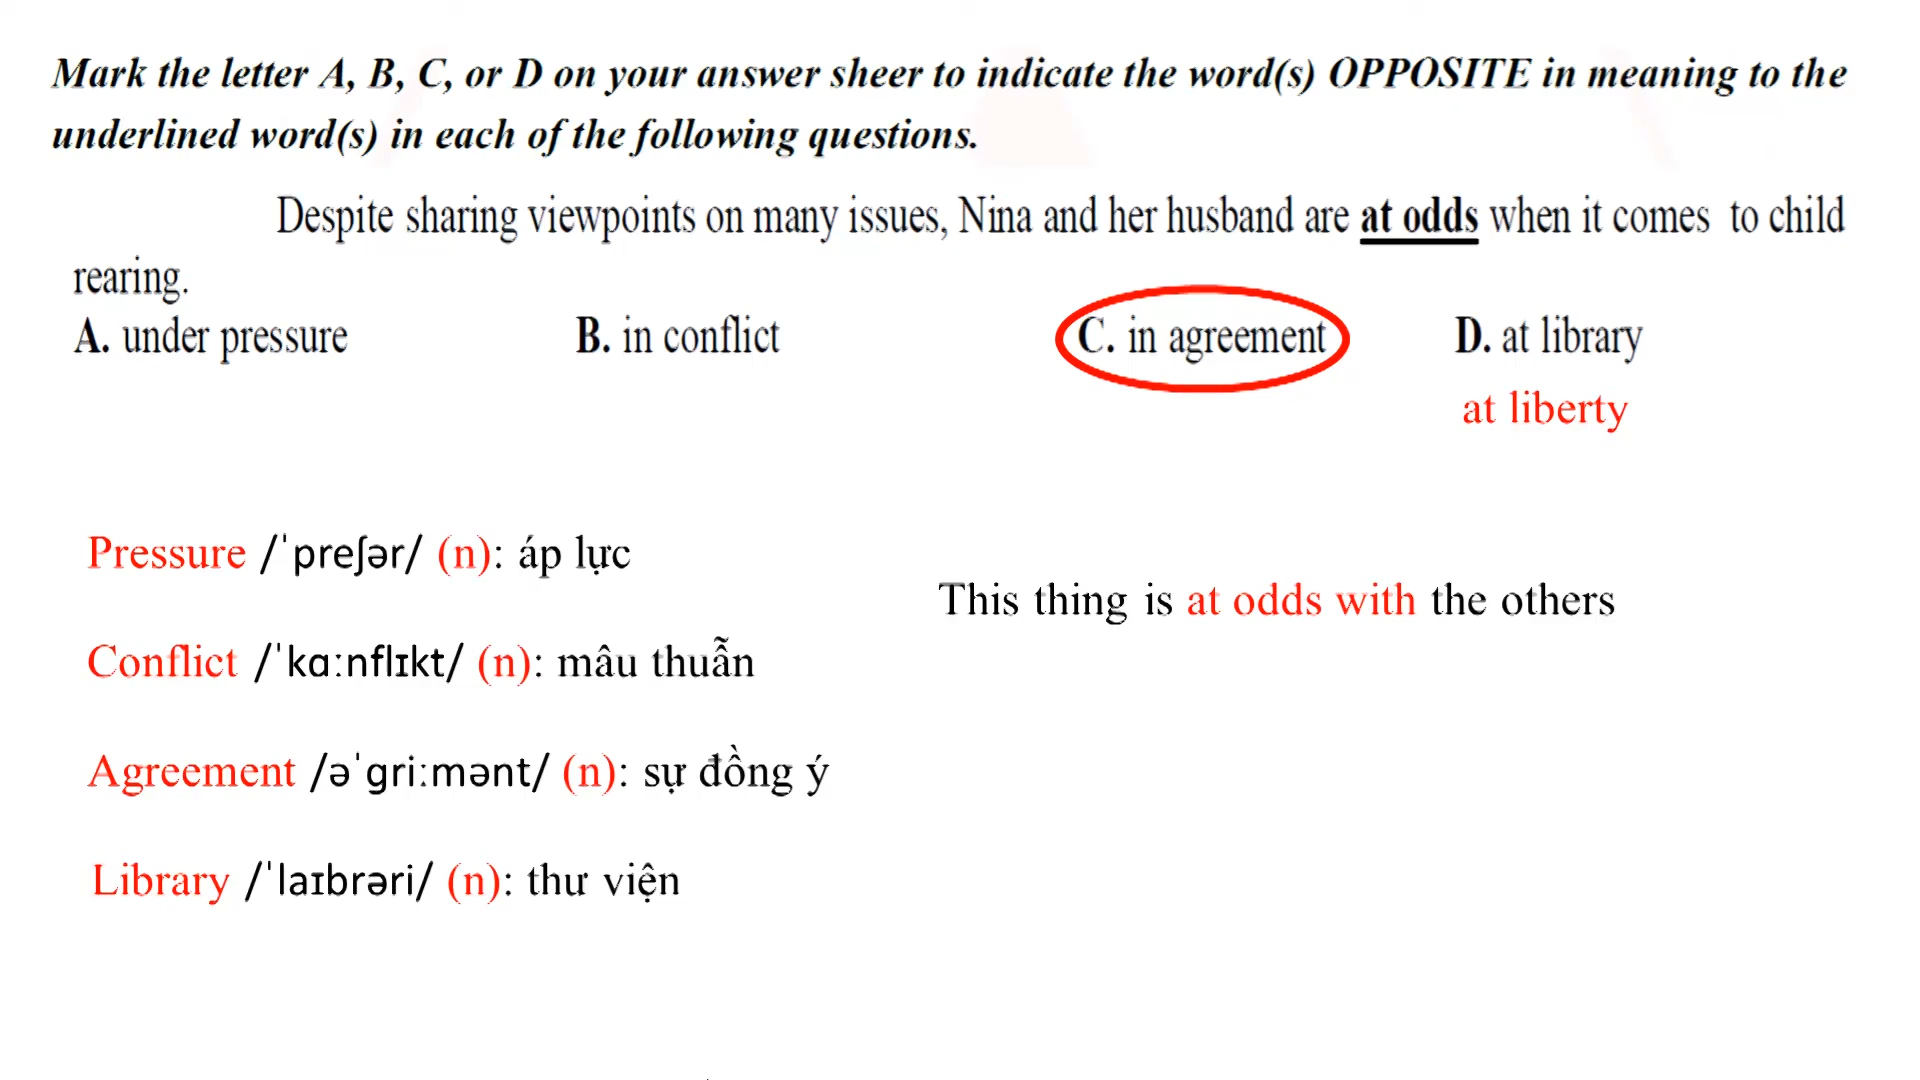 Mark the letter A, B, C, or D on your answer sheer to indicate the word(s) OPPOSITE in meaning to the
underlined word(s) in each of the following questions.
Despite sharing viewpoints on many issues, Nina and her husband are at odds when it comes to child
rearing.
A. under pressure B. in conflict C. in agreement D. at library
at liberty
Pressure /ˈpreʃər/ (n): áp lực
This thing is at odds with the others
Conflict /ˈkɑːnflɪkt/ (n): mâu thuẫn
Agreement /əˈɡriːmənt/ (n): sự đồng ý
Library /ˈlaɪbrəri/ (n): thư viện